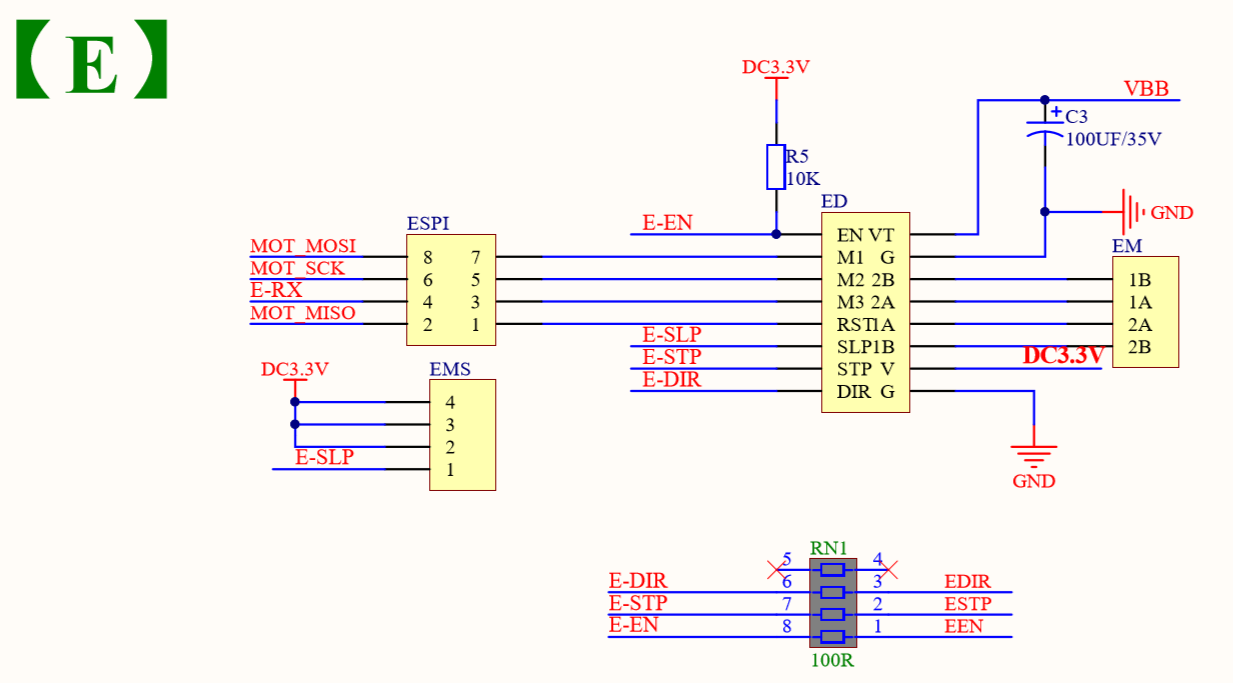 【E】
DC3.3V
VBB
+ C3
100UF/35V
R5
10K
GND
ED
E-EN
EN VT
M1 G
M2 2B
M3 2A
RST1A
SLP1B
STP V
DIR G
ESPI
MOT_MOSI
8 7
MOT_SCK
6 5
E-RX
4 3
MOT_MISO
2 1
E-SLP
E-STP
E-DIR
EM
1B
1A
2A
2B
DC3.3V
GND
DC3.3V
EMS
4
3
2
E-SLP
1
RN1
5 4
E-DIR 6 3 EDIR
E-STP 7 2 ESTP
E-EN 8 1 EEN
100R